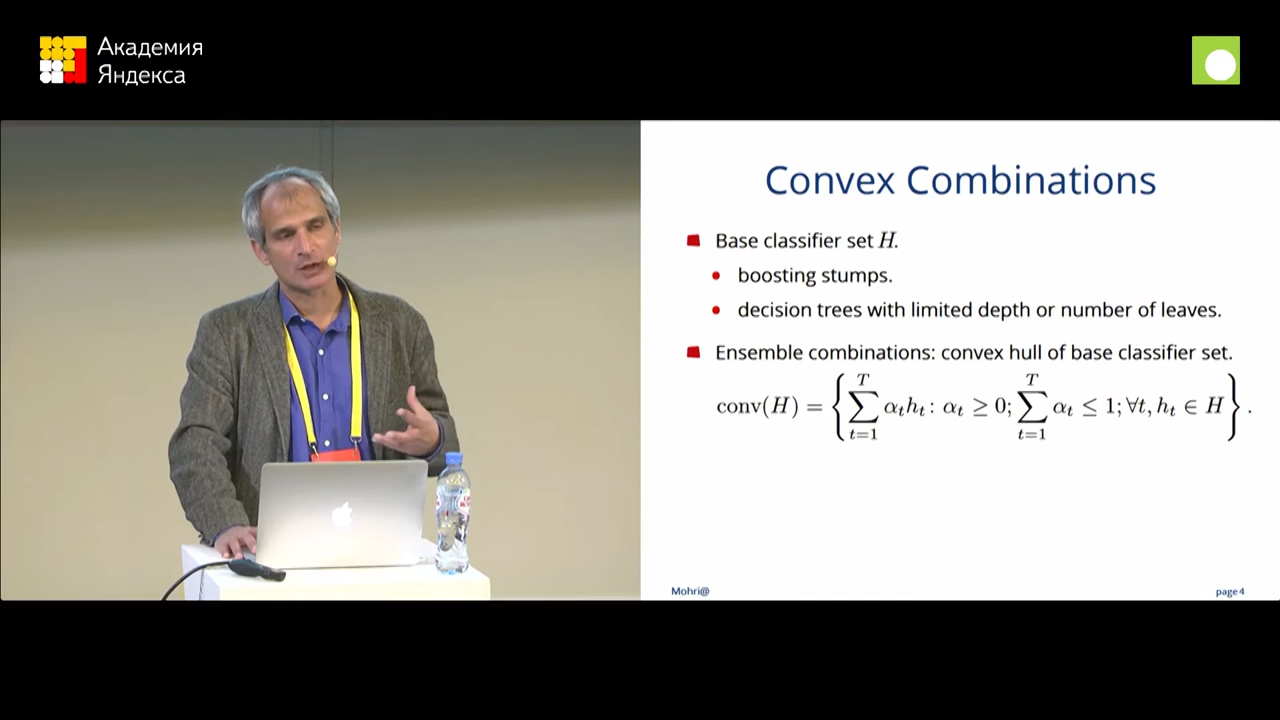 Академия
Яндекса
Convex Combinations
Base classifier set H.
boosting stumps.
decision trees with limited depth or number of leaves.
Ensemble combinations: convex hull of base classifier set.
conv(H) = { ∑_{t=1}^{T} α_t h_t : α_t ≥ 0; ∑_{t=1}^{T} α_t ≤ 1; ∀t, h_t ∈ H } .
Mohri@
page 4